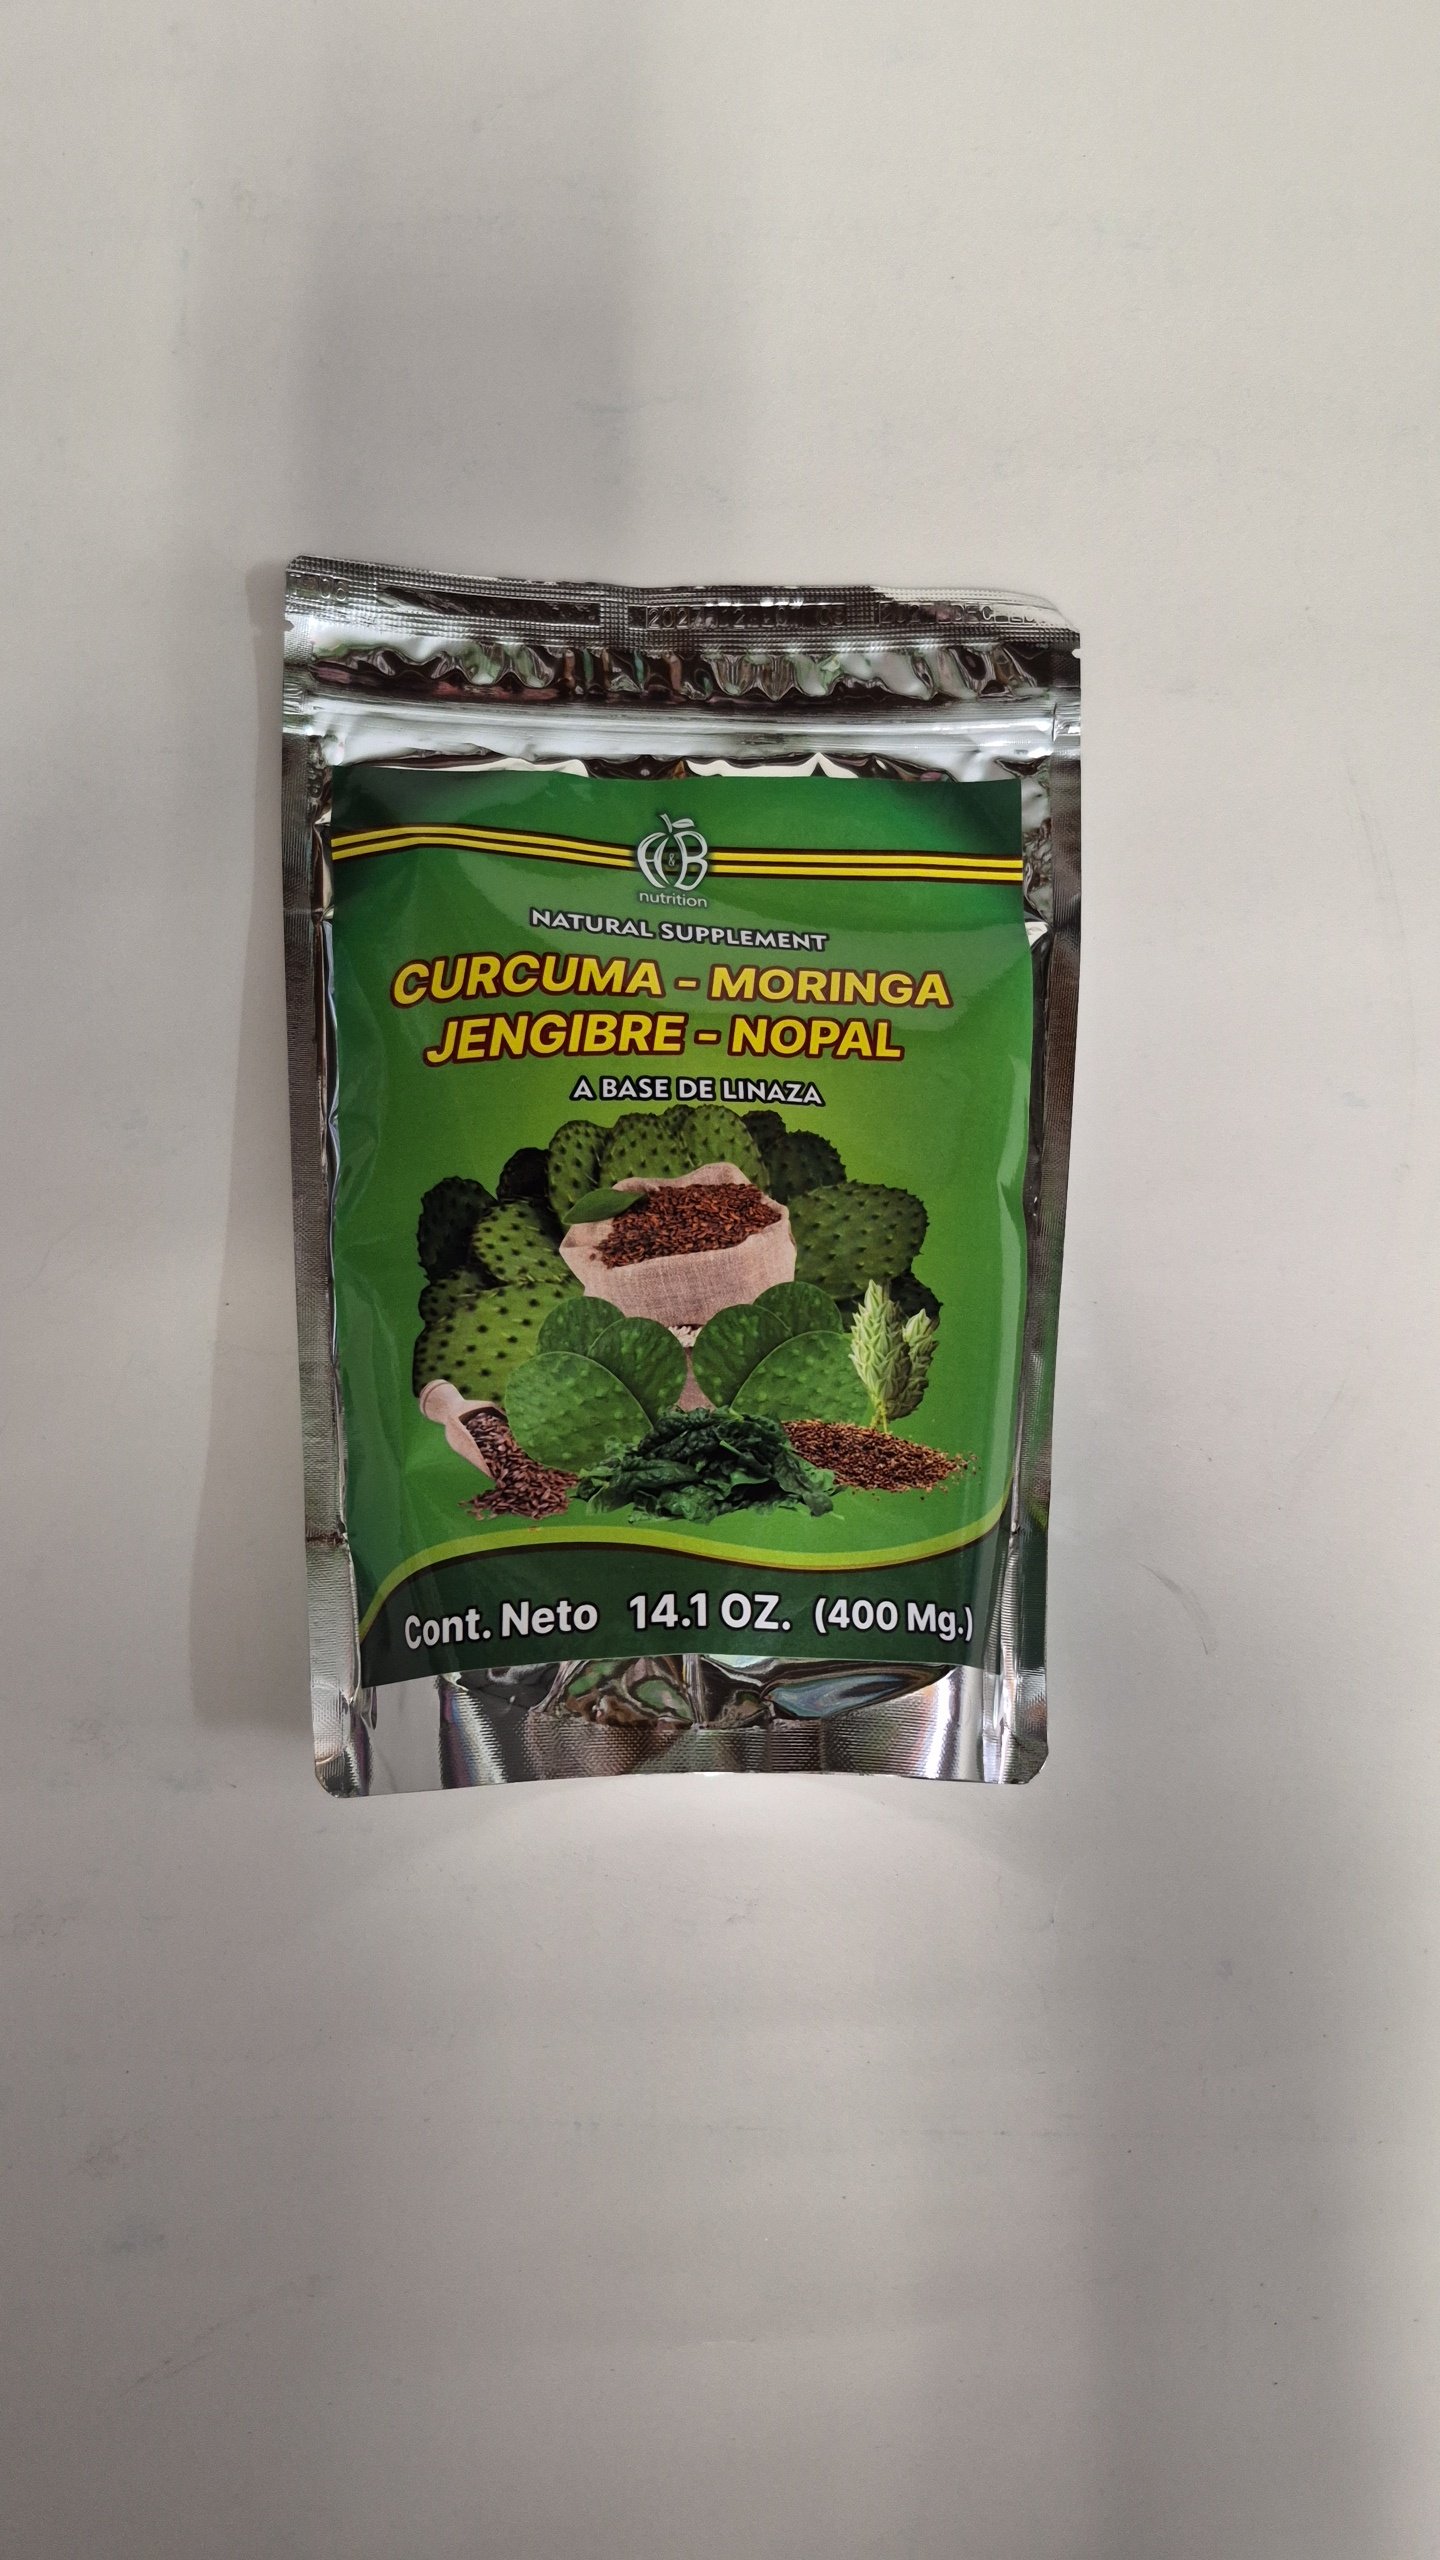 A&B
nutrition
NATURAL SUPPLEMENT
CURCUMA - MORINGA
JENGIBRE - NOPAL
A BASE DE LINAZA
Cont. Neto 14.1 OZ. (400 Mg.)